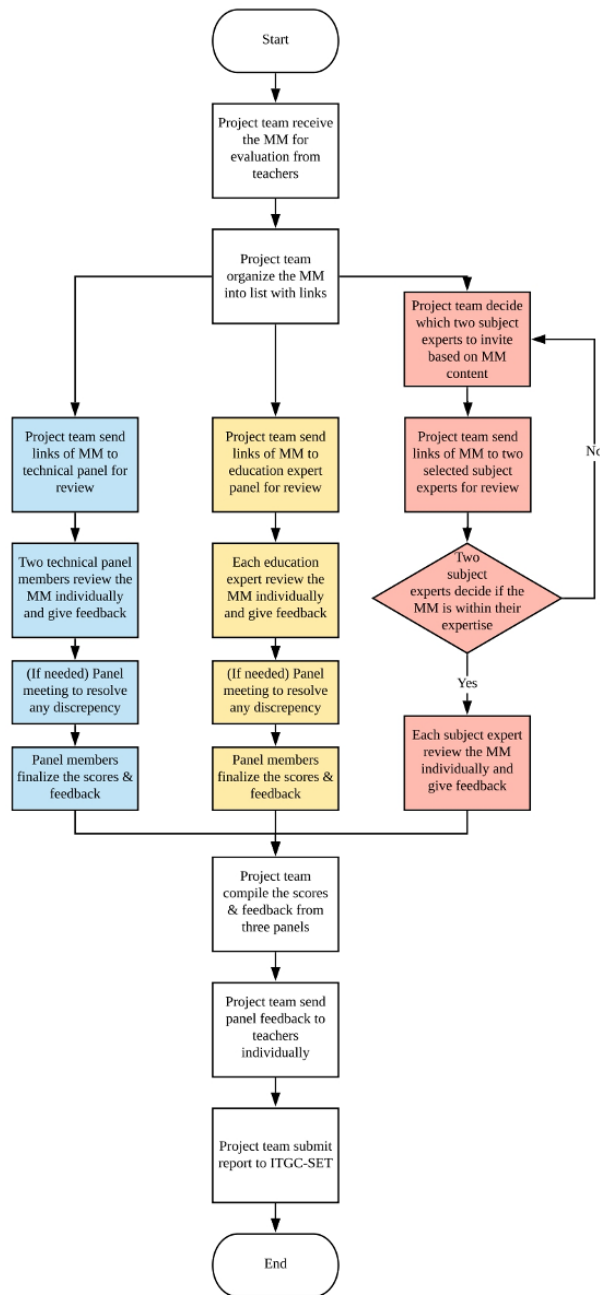 Start
Project team receive
the MM for
evaluation from
teachers
Project team
organize the MM
into list with links
Project team decide
which two subject
experts to invite
based on MM
content
Project team send
links of MM to
technical panel for
review
Project team send
links of MM to
education expert
panel for review
Project team send
links of MM to two
selected subject
experts for review
No
Two technical panel
members review the
MM individually
and give feedback
Each education
expert review the
MM individually
and give feedback
Two
subject
experts decide if the
MM is within their
expertise
Yes
(If needed) Panel
meeting to resolve
any discrepency
(If needed) Panel
meeting to resolve
any discrepency
Panel members
finalize the scores &
feedback
Panel members
finalize the scores &
feedback
Each subject expert
review the MM
individually and
give feedback
Project team
compile the scores
& feedback from
three panels
Project team send
panel feedback to
teachers
individually
Project team submit
report to ITGC-SET
End